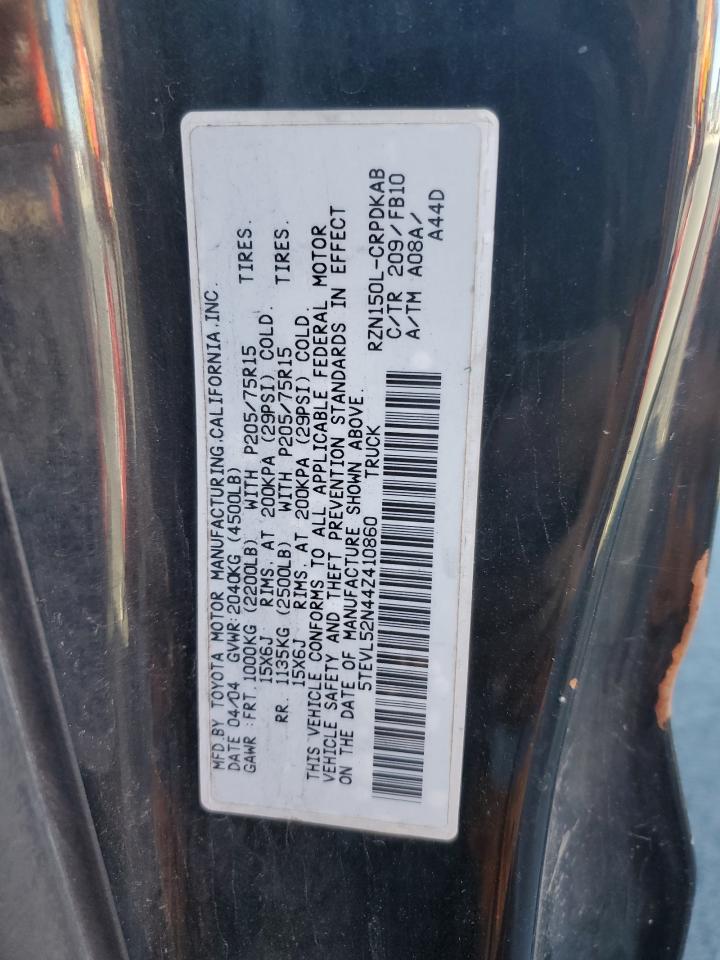 MFD.BY TOYOTA MOTOR MANUFACTURING.CALIFORNIA.INC.
DATE 04/04 GVWR:2040KG (4500LB)
GAWR :FRT.1000KG (2200LB) WITH P205/75R15 TIRES.
15X6J RIMS. AT 200KPA (29PSI) COLD.
RR. 1135KG (2500LB) WITH P205/75R15 TIRES.
15X6J RIMS. AT 200KPA (29PSI) COLD.
THIS VEHICLE CONFORMS TO ALL APPLICABLE FEDERAL MOTOR
VEHICLE SAFETY AND THEFT PREVENTION STANDARDS IN EFFECT
ON THE DATE OF MANUFACTURE SHOWN ABOVE.
5TEVL52N44Z410860 TRUCK
RZN150L-CRPDKAB
C/TR 209/FB10
A/TM A08A/
A44D